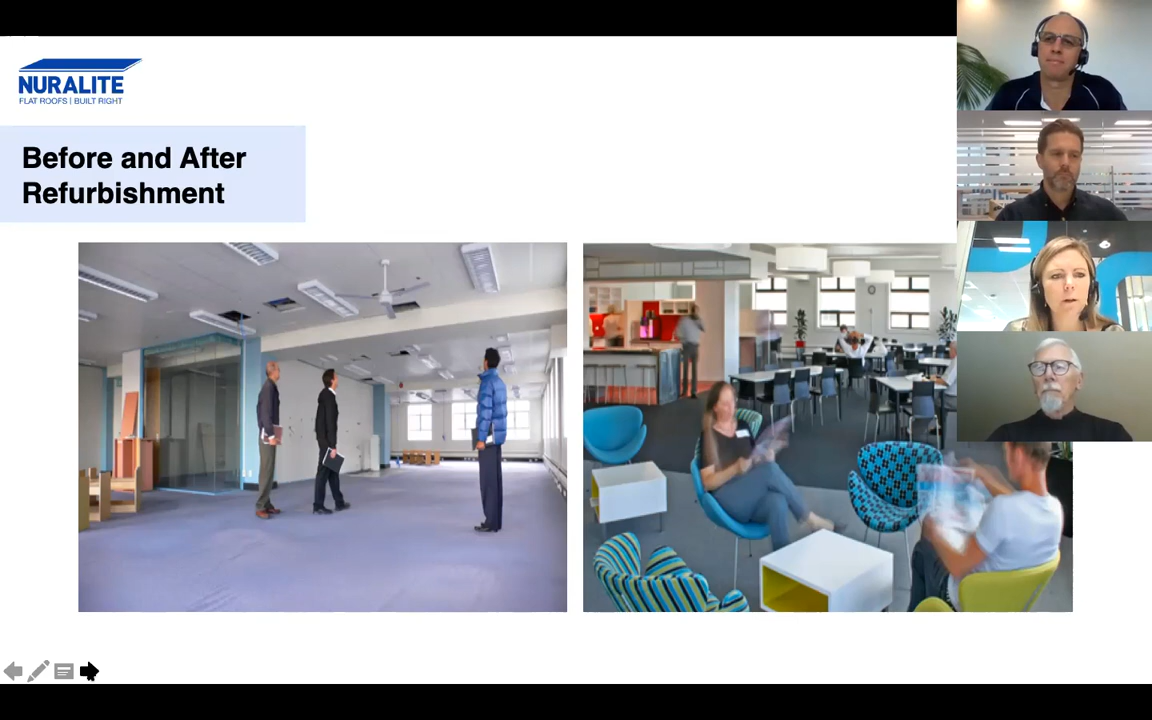 NURALITE
FLAT ROOFS | BUILT RIGHT
Before and After
Refurbishment